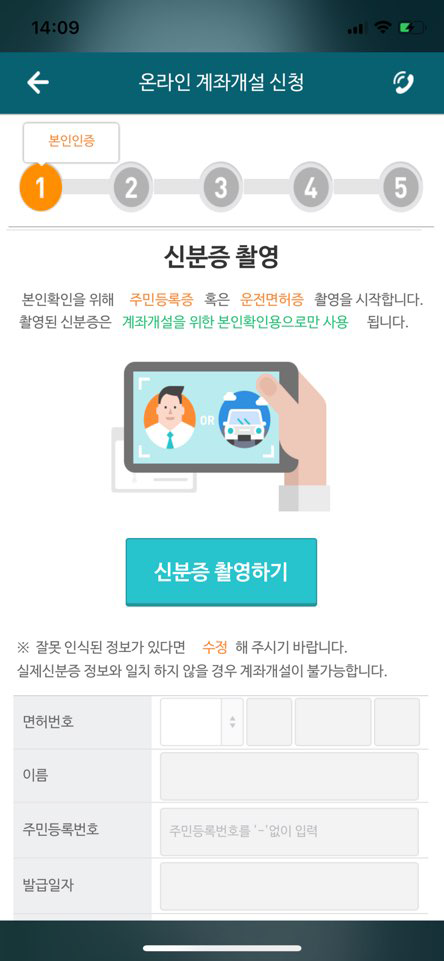 14:09
온라인 계좌개설 신청
본인인증
1 2 3 4 5
신분증 촬영
본인확인을 위해 주민등록증 혹은 운전면허증 촬영을 시작합니다.
촬영된 신분증은 계좌개설을 위한 본인확인용으로만 사용 됩니다.
OR
신분증 촬영하기
※ 잘못 인식된 정보가 있다면 수정 해 주시기 바랍니다.
실제신분증 정보와 일치 하지 않을 경우 계좌개설이 불가능합니다.
면허번호
이름
주민등록번호 주민등록번호를 '-'없이 입력
발급일자